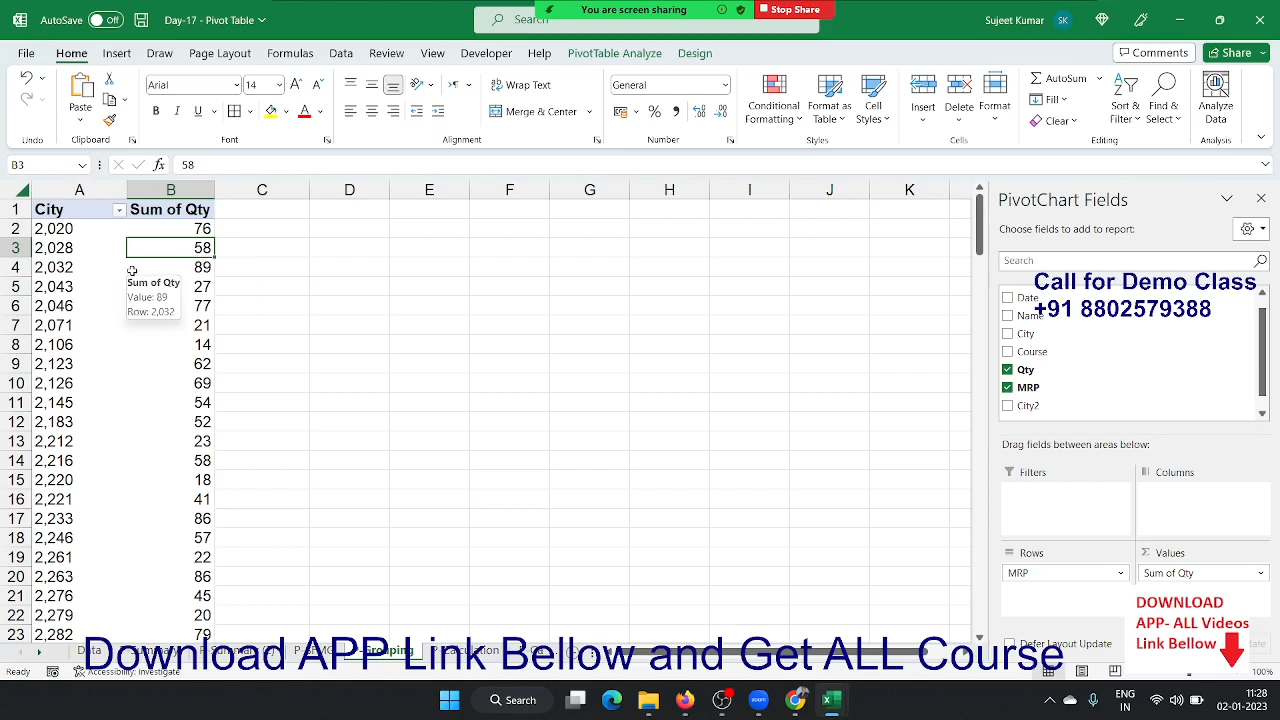 Day-17 - Pivot Table
AutoSave Off
Search
You are screen sharing
Stop Share
Sujeet Kumar
SK
File Home Insert Draw Page Layout Formulas Data Review View Developer Help PivotTable Analyze Design
Comments
Share
Paste
Undo
Clipboard
Arial
14
B I U
Font
Wrap Text
Merge & Center
Alignment
General
Number
Conditional Formatting
Format as Table
Cell Styles
Styles
Insert
Delete
Format
Cells
AutoSum
Fill
Clear
Sort & Filter
Find & Select
Editing
Analyze Data
Analysis
B3
fx
58
A B C D E F G H I J K
1 City Sum of Qty
2 2,020 76
3 2,028 58
4 2,032 89
5 2,043 27
6 2,046 77
7 2,071 21
8 2,106 14
9 2,123 62
10 2,126 69
11 2,145 54
12 2,183 52
13 2,212 23
14 2,216 58
15 2,220 18
16 2,221 41
17 2,233 86
18 2,246 57
19 2,261 22
20 2,263 86
21 2,276 45
22 2,279 20
23 2,282 79
Sum of Qty
Value: 89
Row: 2,032
PivotChart Fields
Choose fields to add to report:
Search
Call for Demo Class
+91 8802579388
Date
Name
City
Course
Qty
MRP
City2
Drag fields between areas below:
Filters
Columns
Rows
Values
MRP
Sum of Qty
DOWNLOAD
APP- ALL Videos
Link Bellow
Defer Layout Update
Data
Download APP Link Bellow and Get ALL Course
Ready
Accessibility: Investigate
100%
Search
ENG
IN
11:28
02-01-2023